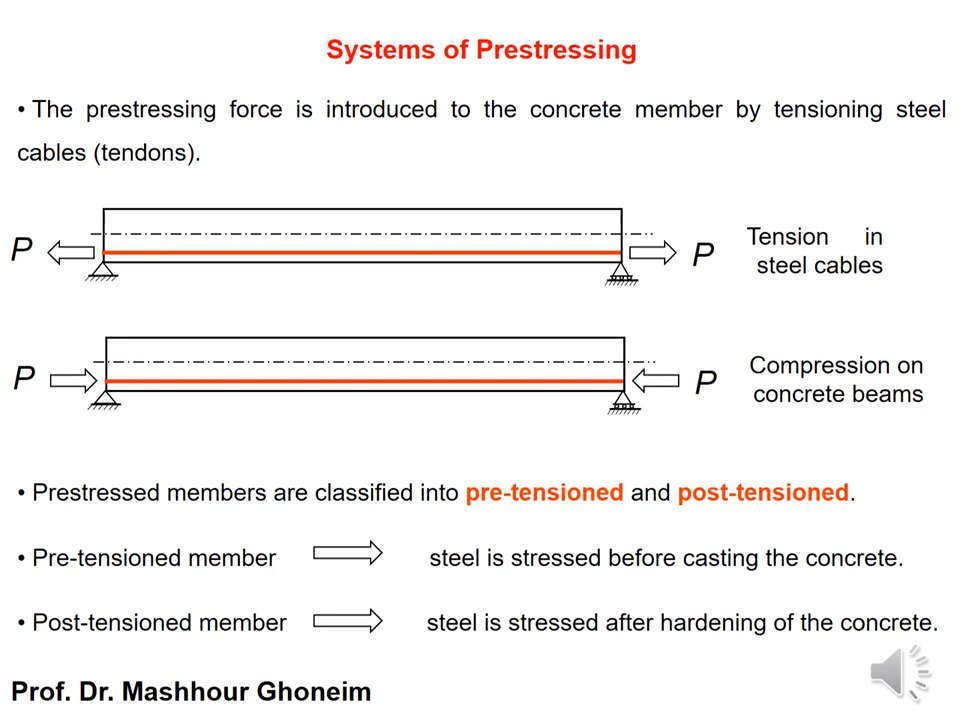 Systems of Prestressing
• The prestressing force is introduced to the concrete member by tensioning steel
cables (tendons).
P
P
Tension in
steel cables
P
P
Compression on
concrete beams
• Prestressed members are classified into pre-tensioned and post-tensioned.
• Pre-tensioned member steel is stressed before casting the concrete.
• Post-tensioned member steel is stressed after hardening of the concrete.
Prof. Dr. Mashhour Ghoneim